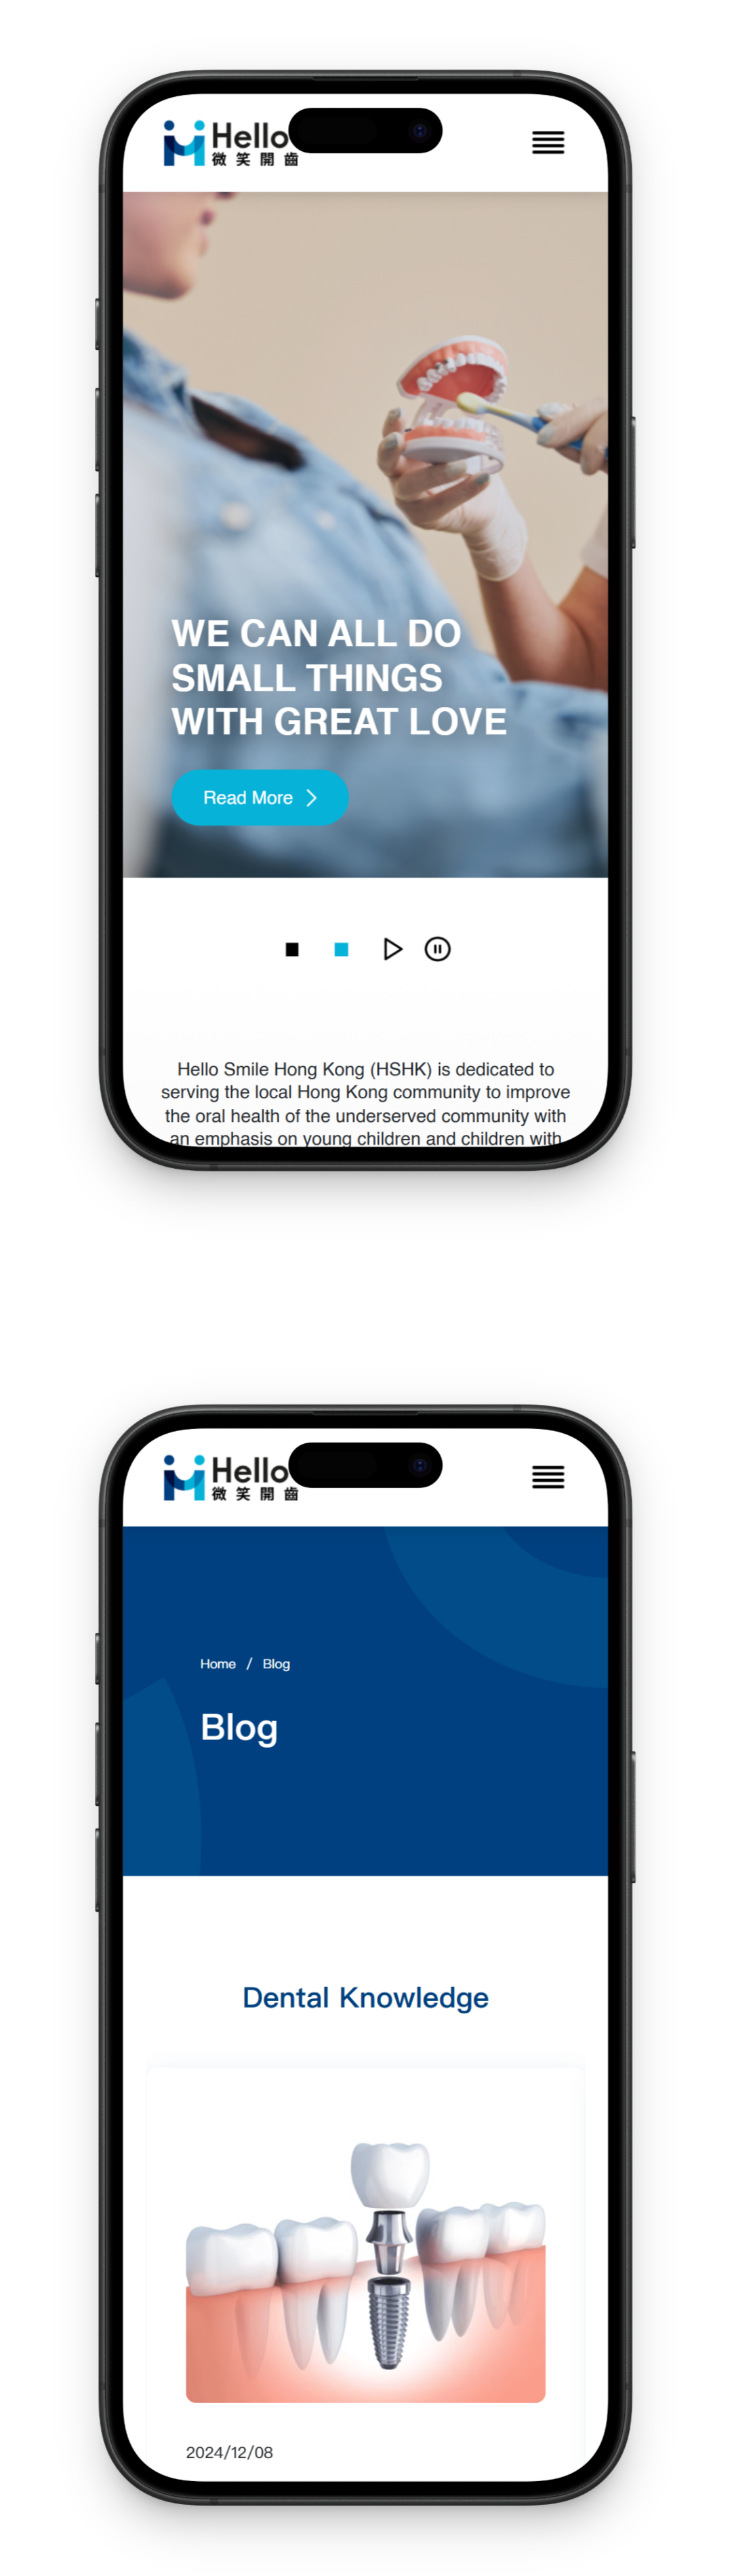 Hello
微笑開齒
WE CAN ALL DO
SMALL THINGS
WITH GREAT LOVE
Read More
Hello Smile Hong Kong (HSHK) is dedicated to
serving the local Hong Kong community to improve
the oral health of the underserved community with
an emphasis on young children and children with
Hello
微笑開齒
Home / Blog
Blog
Dental Knowledge
2024/12/08